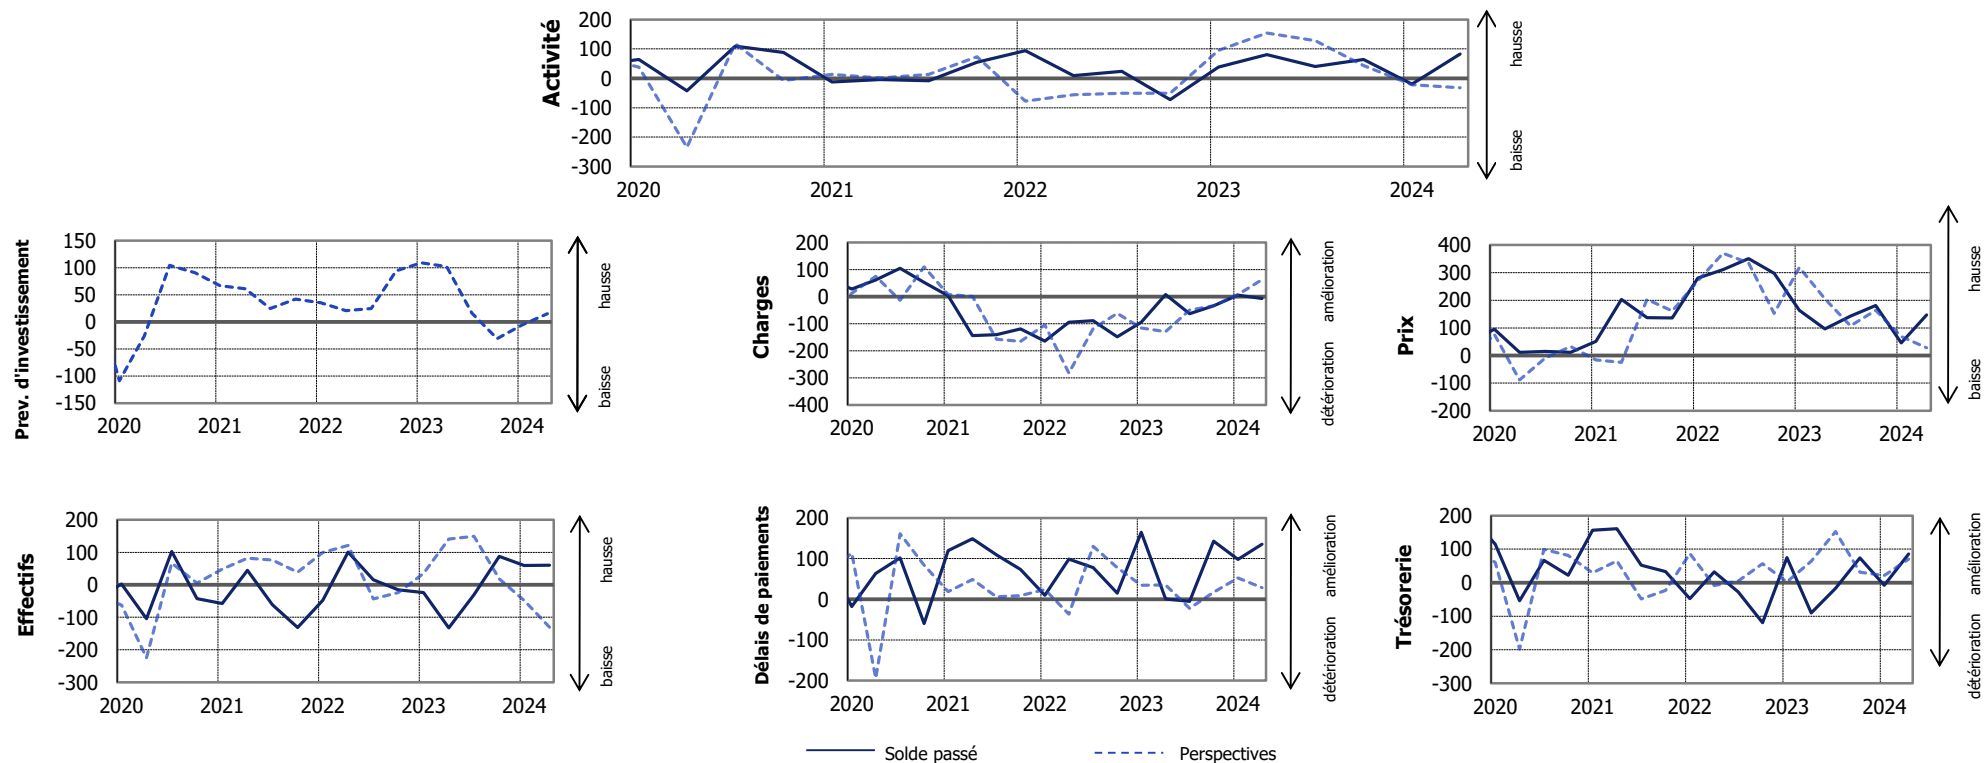 Activité
200
100
0
-100
-200
-300
2020 2021 2022 2023 2024
hausse
baisse
Prev. d'investissement
150
100
50
0
-50
-100
-150
2020 2021 2022 2023 2024
hausse
baisse
Charges
200
100
0
-100
-200
-300
-400
2020 2021 2022 2023 2024
amélioration
détérioration
Prix
400
300
200
100
0
-100
-200
2020 2021 2022 2023 2024
hausse
baisse
Effectifs
200
100
0
-100
-200
-300
2020 2021 2022 2023 2024
hausse
baisse
Délais de paiements
200
100
0
-100
-200
2020 2021 2022 2023 2024
amélioration
détérioration
Trésorerie
200
100
0
-100
-200
-300
2020 2021 2022 2023 2024
amélioration
détérioration
Solde passé Perspectives